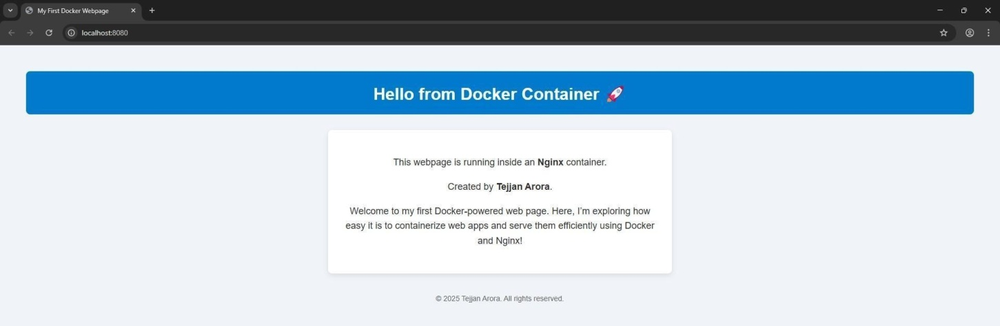 My First Docker Webpage
localhost:8080
Hello from Docker Container 🚀
This webpage is running inside an Nginx container.
Created by Tejjan Arora.
Welcome to my first Docker-powered web page. Here, I’m exploring how
easy it is to containerize web apps and serve them efficiently using Docker
and Nginx!
© 2025 Tejjan Arora. All rights reserved.